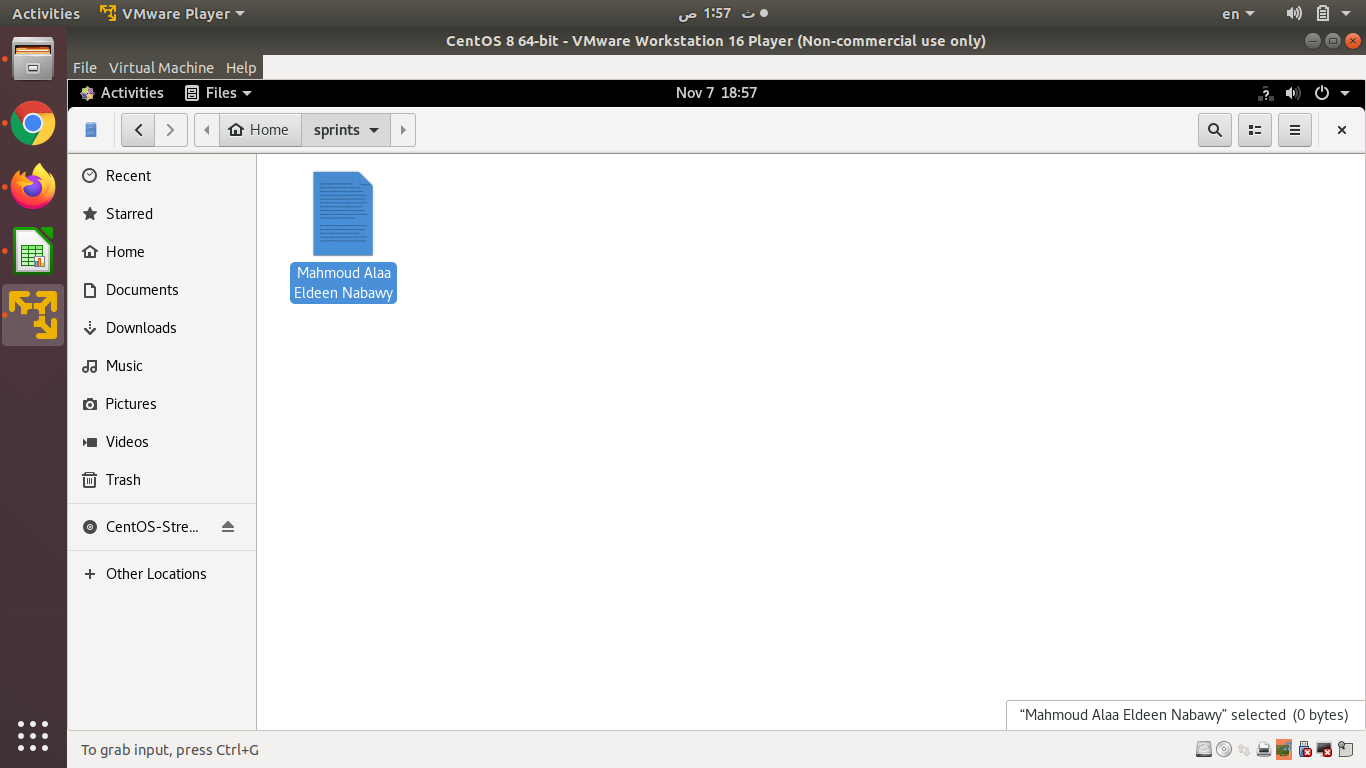 Activities VMware Player ث 1:57 ص en
CentOS 8 64-bit - VMware Workstation 16 Player (Non-commercial use only)
File Virtual Machine Help
Activities Files Nov 7 18:57
Home sprints
Recent
Starred
Home
Documents
Downloads
Music
Pictures
Videos
Trash
CentOS-Stre...
Other Locations
Mahmoud Alaa
Eldeen Nabawy
“Mahmoud Alaa Eldeen Nabawy” selected (0 bytes)
To grab input, press Ctrl+G